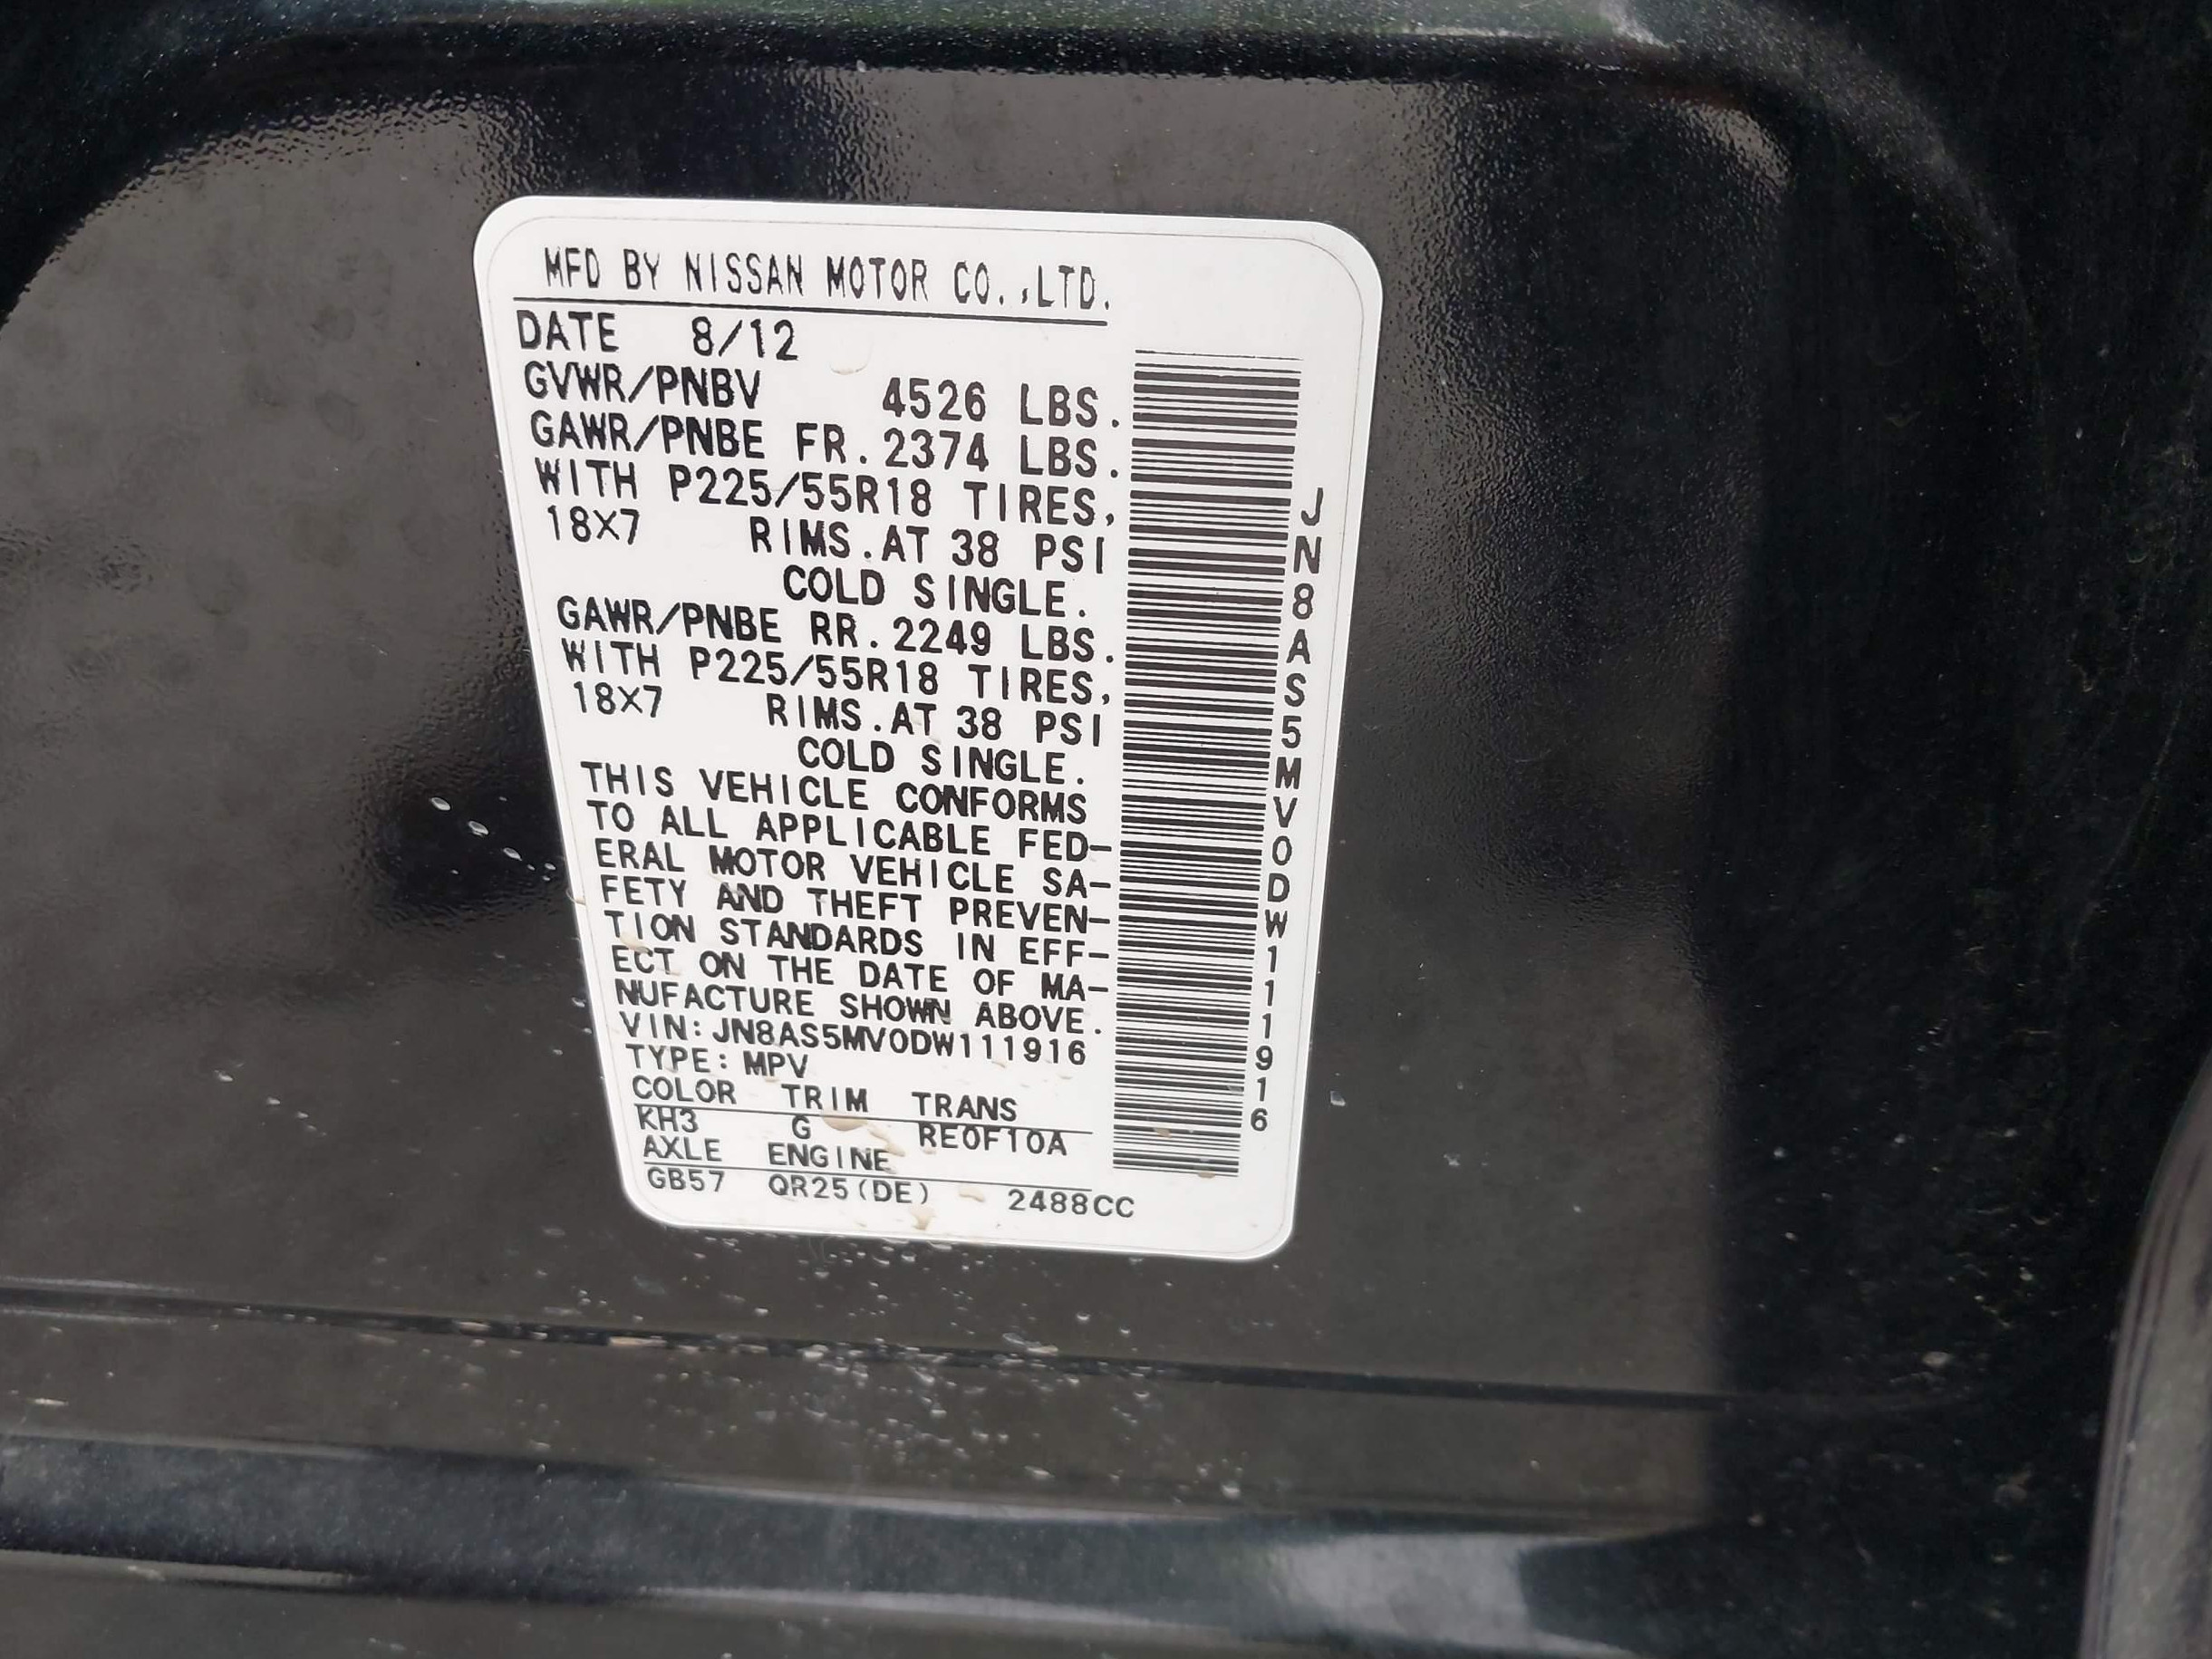 MFD BY NISSAN MOTOR CO.,LTD.
DATE 8/12
GVWR/PNBV 4526 LBS.
GAWR/PNBE FR.2374 LBS.
WITH P225/55R18 TIRES,
18X7 RIMS.AT 38 PSI
COLD SINGLE.
GAWR/PNBE RR.2249 LBS.
WITH P225/55R18 TIRES,
18X7 RIMS.AT 38 PSI
COLD SINGLE.
THIS VEHICLE CONFORMS
TO ALL APPLICABLE FED-
ERAL MOTOR VEHICLE SA-
FETY AND THEFT PREVEN-
TION STANDARDS IN EFF-
ECT ON THE DATE OF MA-
NUFACTURE SHOWN ABOVE.
VIN:JN8AS5MV0DW111916
TYPE:MPV
COLOR TRIM TRANS
KH3 G RE0F10A
AXLE ENGINE
GB57 QR25(DE) 2488CC
JN8AS5MV0DW111916